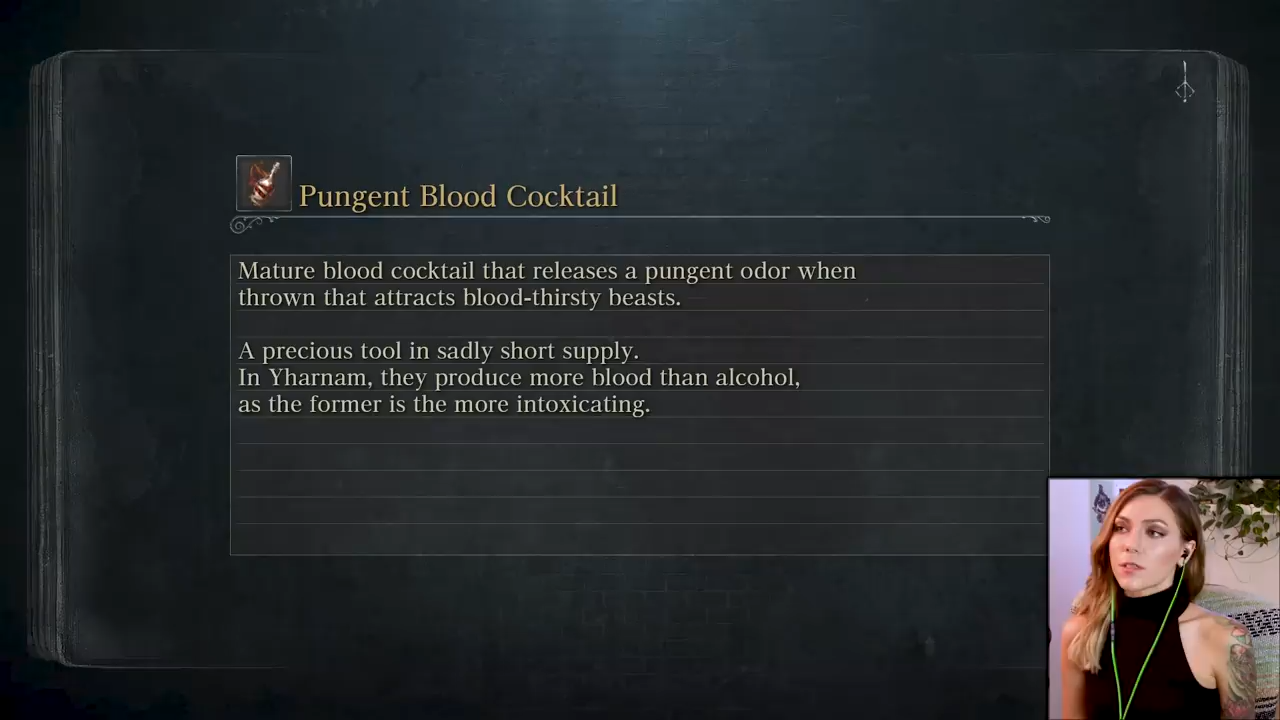 Pungent Blood Cocktail
Mature blood cocktail that releases a pungent odor when
thrown that attracts blood-thirsty beasts.
A precious tool in sadly short supply.
In Yharnam, they produce more blood than alcohol,
as the former is the more intoxicating.